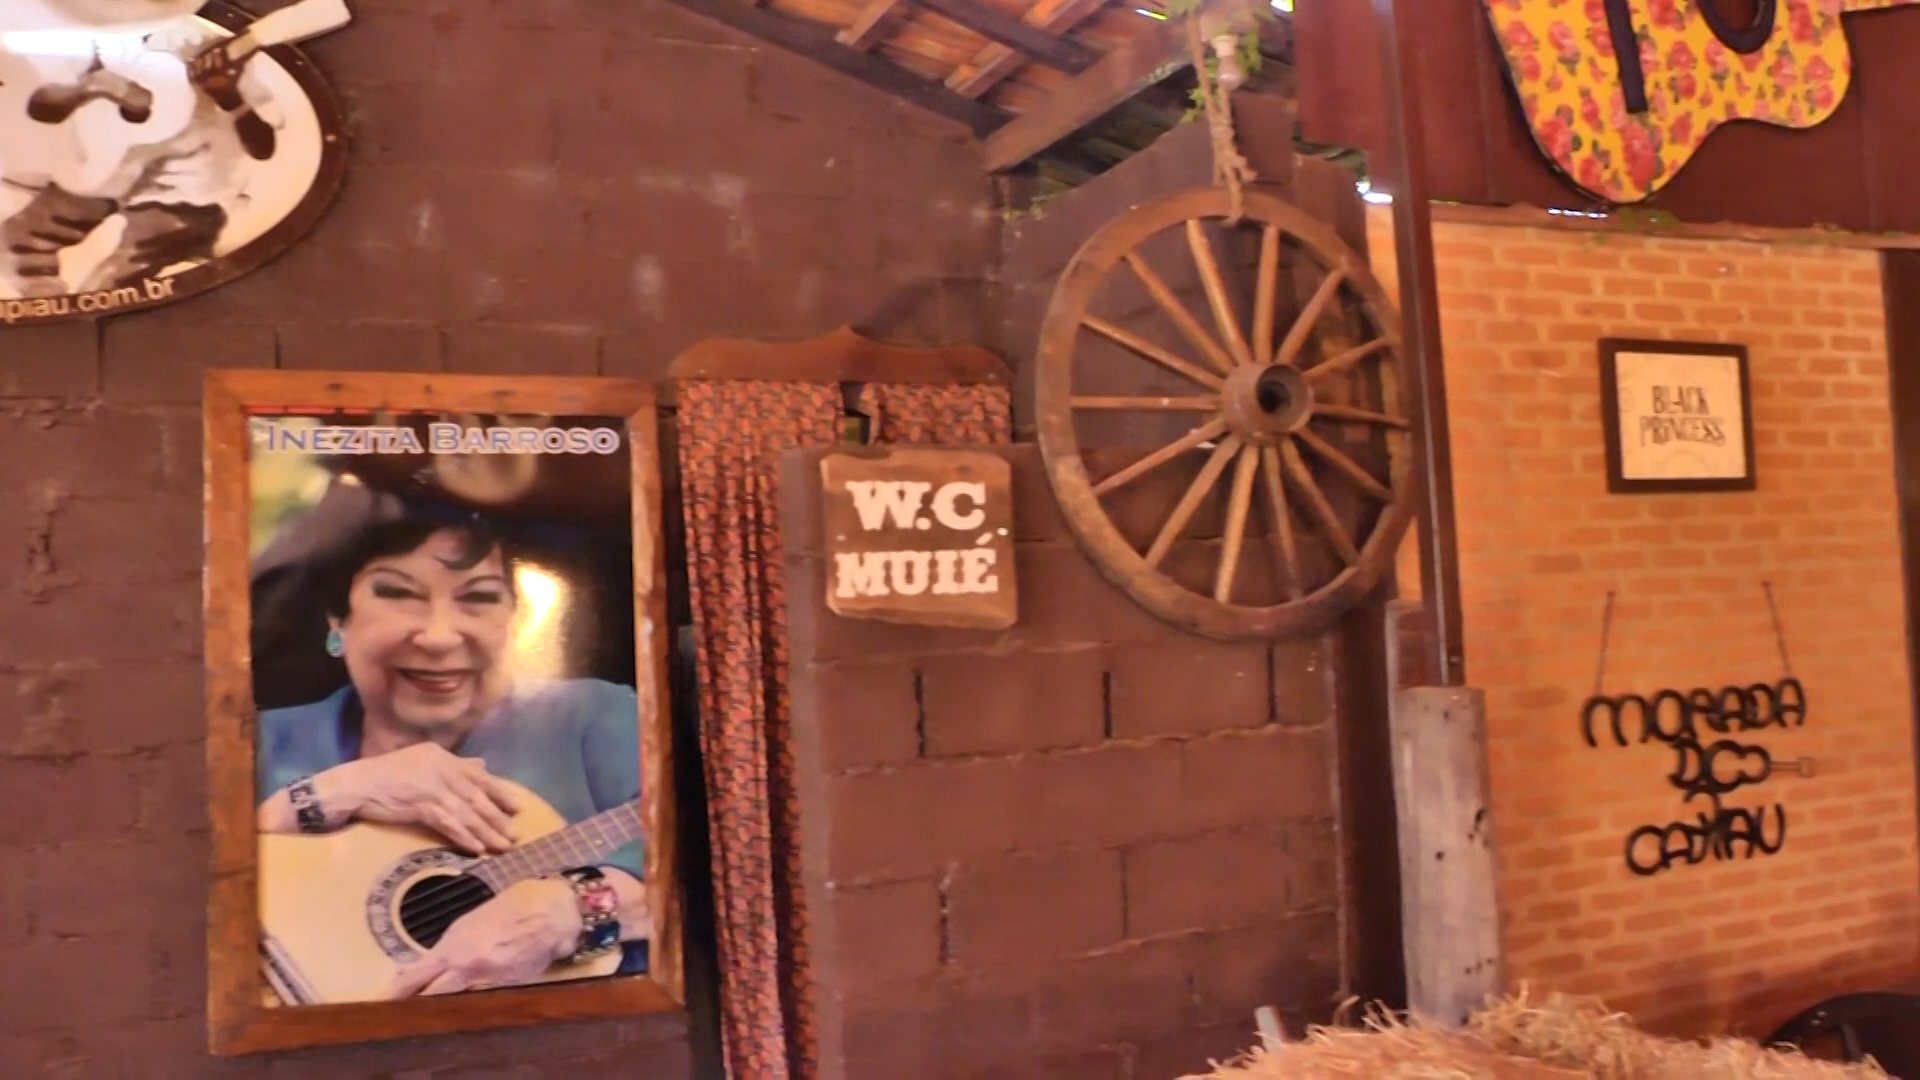 piau.com.br
INEZITA BARROSO
W.C
MUIÉ
BLACK
PRINCESS
MORADA
DO
CAIPIAU